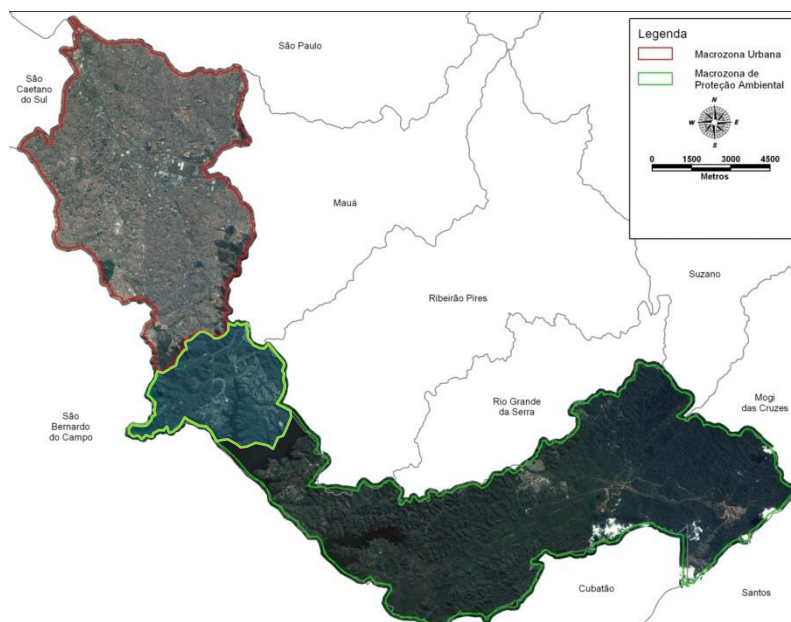 São Paulo
São
Caetano
do Sul
Legenda
Macrozona Urbana
Macrozona de
Proteção Ambiental
N
W
E
S
0 1500 3000 4500
Metros
Mauá
Suzano
Ribeirão Pires
Rio Grande
da Serra
Mogi
das Cruzes
São
Bernardo
do Campo
Cubatão
Santos